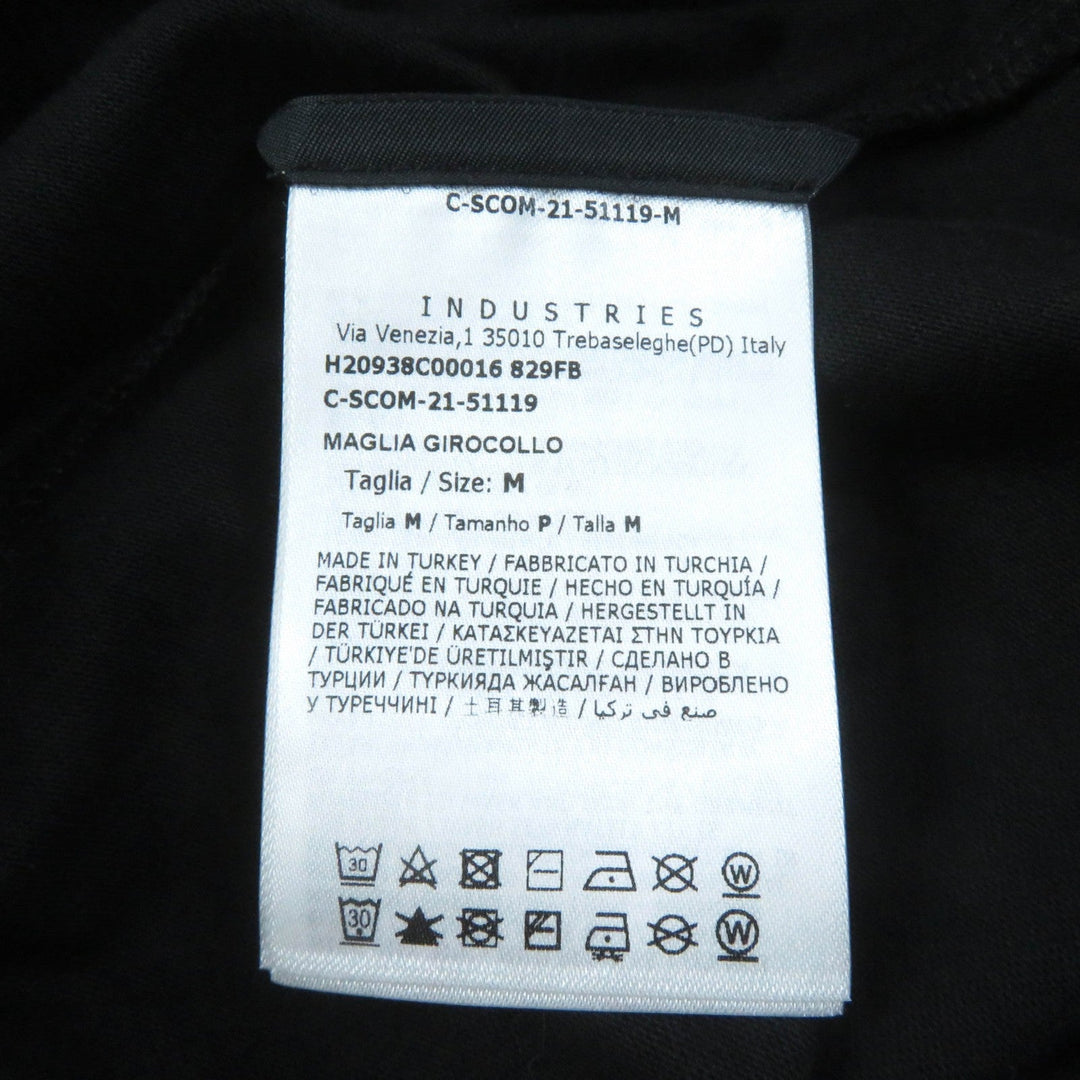 C-SCOM-21-51119-M
INDUSTRIES
Via Venezia,1 35010 Trebaseleghe(PD) Italy
H20938C00016 829FB
C-SCOM-21-51119
MAGLIA GIROCOLLO
Taglia / Size: M
Taglia M / Tamanho P / Talla M
MADE IN TURKEY / FABBRICATO IN TURCHIA /
FABRIQUÉ EN TURQUIE / HECHO EN TURQUÍA /
FABRICADO NA TURQUIA / HERGESTELLT IN
DER TÜRKEI / ΚΑΤΑΣΚΕΥΑΖΕΤΑΙ ΣΤΗΝ ΤΟΥΡΚΙΑ
/ TÜRKIYE'DE ÜRETILMIŞTIR / СДЕЛАНО В
ТУРЦИИ / ТҮРКИЯДА ЖАСАЛҒАН / ВИРОБЛЕНО
У ТУРЕЧЧИНІ / 土耳其製造 / صنع في تركيا
30 W
30 W